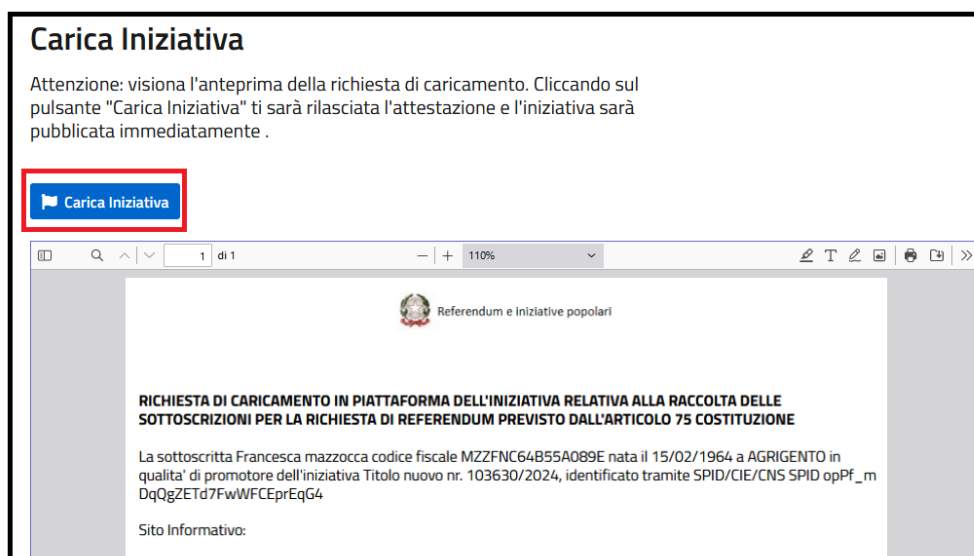 Carica Iniziativa
Attenzione: visiona l'anteprima della richiesta di caricamento. Cliccando sul
pulsante "Carica Iniziativa" ti sarà rilasciata l'attestazione e l'iniziativa sarà
pubblicata immediatamente .
Carica Iniziativa
1 di 1 110%
Referendum e iniziative popolari
RICHIESTA DI CARICAMENTO IN PIATTAFORMA DELL'INIZIATIVA RELATIVA ALLA RACCOLTA DELLE
SOTTOSCRIZIONI PER LA RICHIESTA DI REFERENDUM PREVISTO DALL'ARTICOLO 75 COSTITUZIONE
La sottoscritta Francesca mazzocca codice fiscale MZZFNC64B55A089E nata il 15/02/1964 a AGRIGENTO in
qualita' di promotore dell'iniziativa Titolo nuovo nr. 103630/2024, identificato tramite SPID/CIE/CNS SPID opPf_m
DqQgZETd7FwWFCEprEqG4
Sito Informativo: